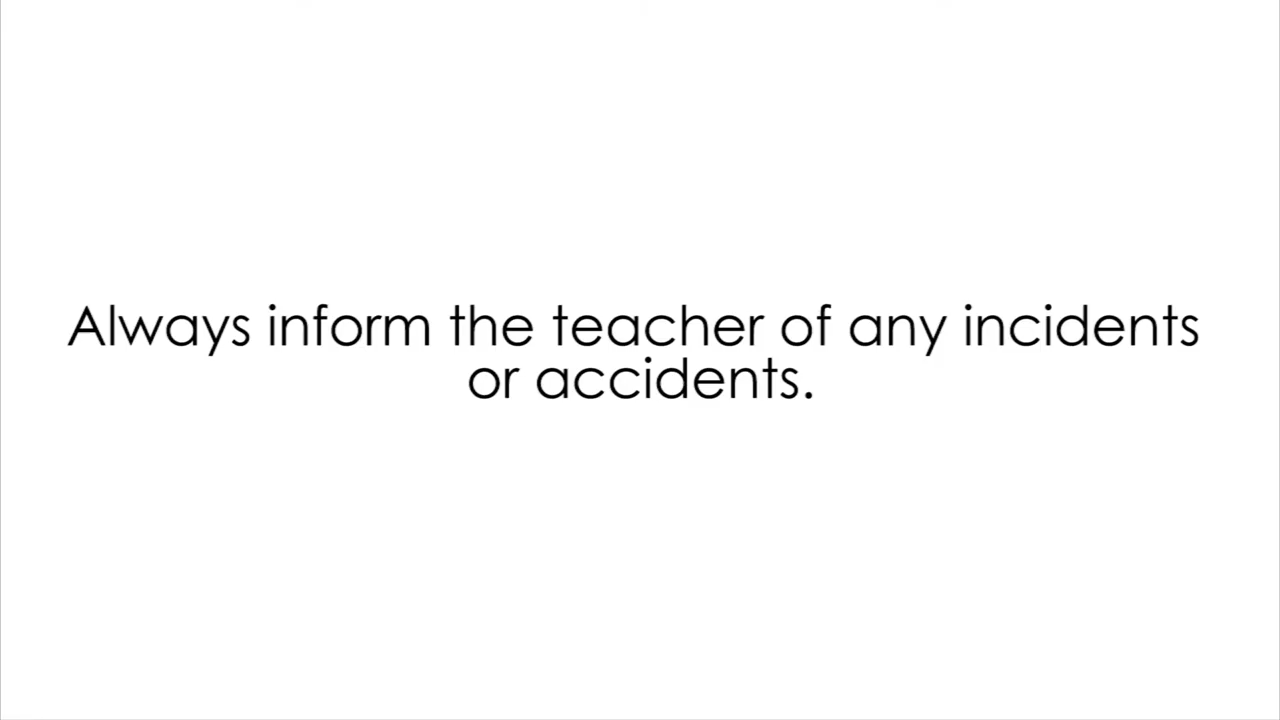 Always inform the teacher of any incidents
or accidents.